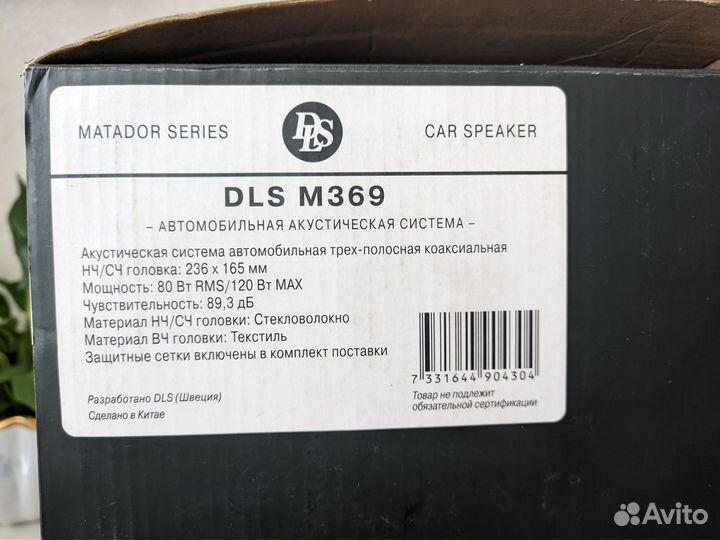 MATADOR SERIES
DLS
CAR SPEAKER
DLS M369
– АВТОМОБИЛЬНАЯ АКУСТИЧЕСКАЯ СИСТЕМА –
Акустическая система автомобильная трех-полосная коаксиальная
НЧ/СЧ головка: 236 х 165 мм
Мощность: 80 Вт RMS/120 Вт MAX
Чувствительность: 89,3 дБ
Материал НЧ/СЧ головки: Стекловолокно
Материал ВЧ головки: Текстиль
Защитные сетки включены в комплект поставки
7 331644 904304
Разработано DLS (Швеция)
Сделано в Китае
Товар не подлежит
обязательной сертификации
Avito